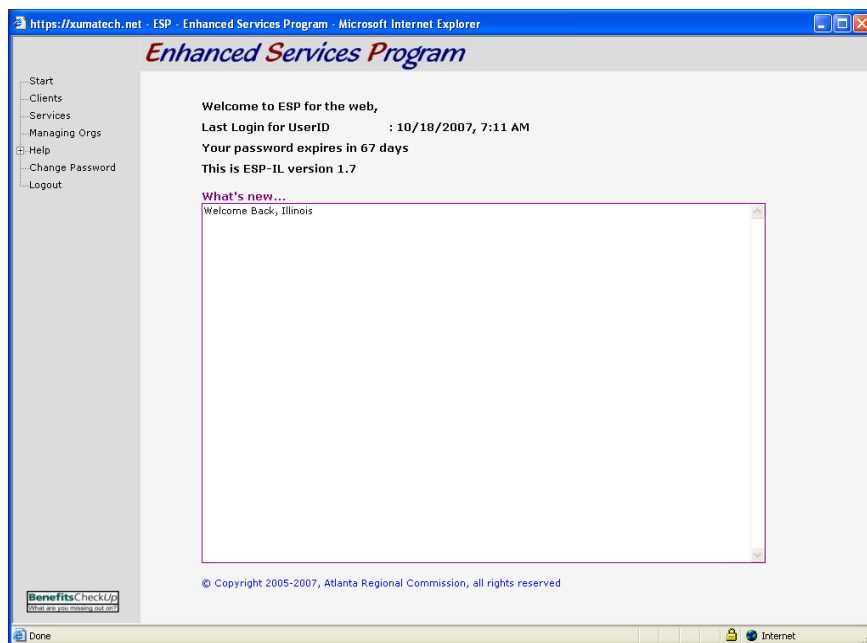 https://xumatech.net - ESP - Enhanced Services Program - Microsoft Internet Explorer
Enhanced Services Program
Start
Clients
Services
Managing Orgs
Help
Change Password
Logout
Welcome to ESP for the web,
Last Login for UserID : 10/18/2007, 7:11 AM
Your password expires in 67 days
This is ESP-IL version 1.7
What's new...
Welcome Back, Illinois
© Copyright 2005-2007, Atlanta Regional Commission, all rights reserved
BenefitsCheckUp
What are you missing out on?
Done
Internet